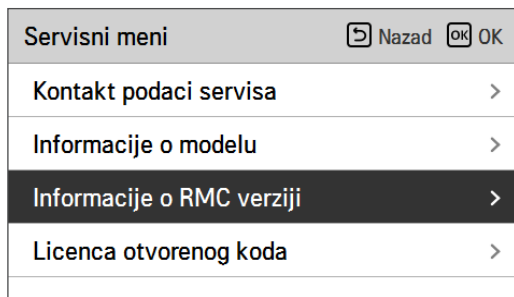 Servisni meni Nazad OK OK
Kontakt podaci servisa
Informacije o modelu
Informacije o RMC verziji
Licenca otvorenog koda